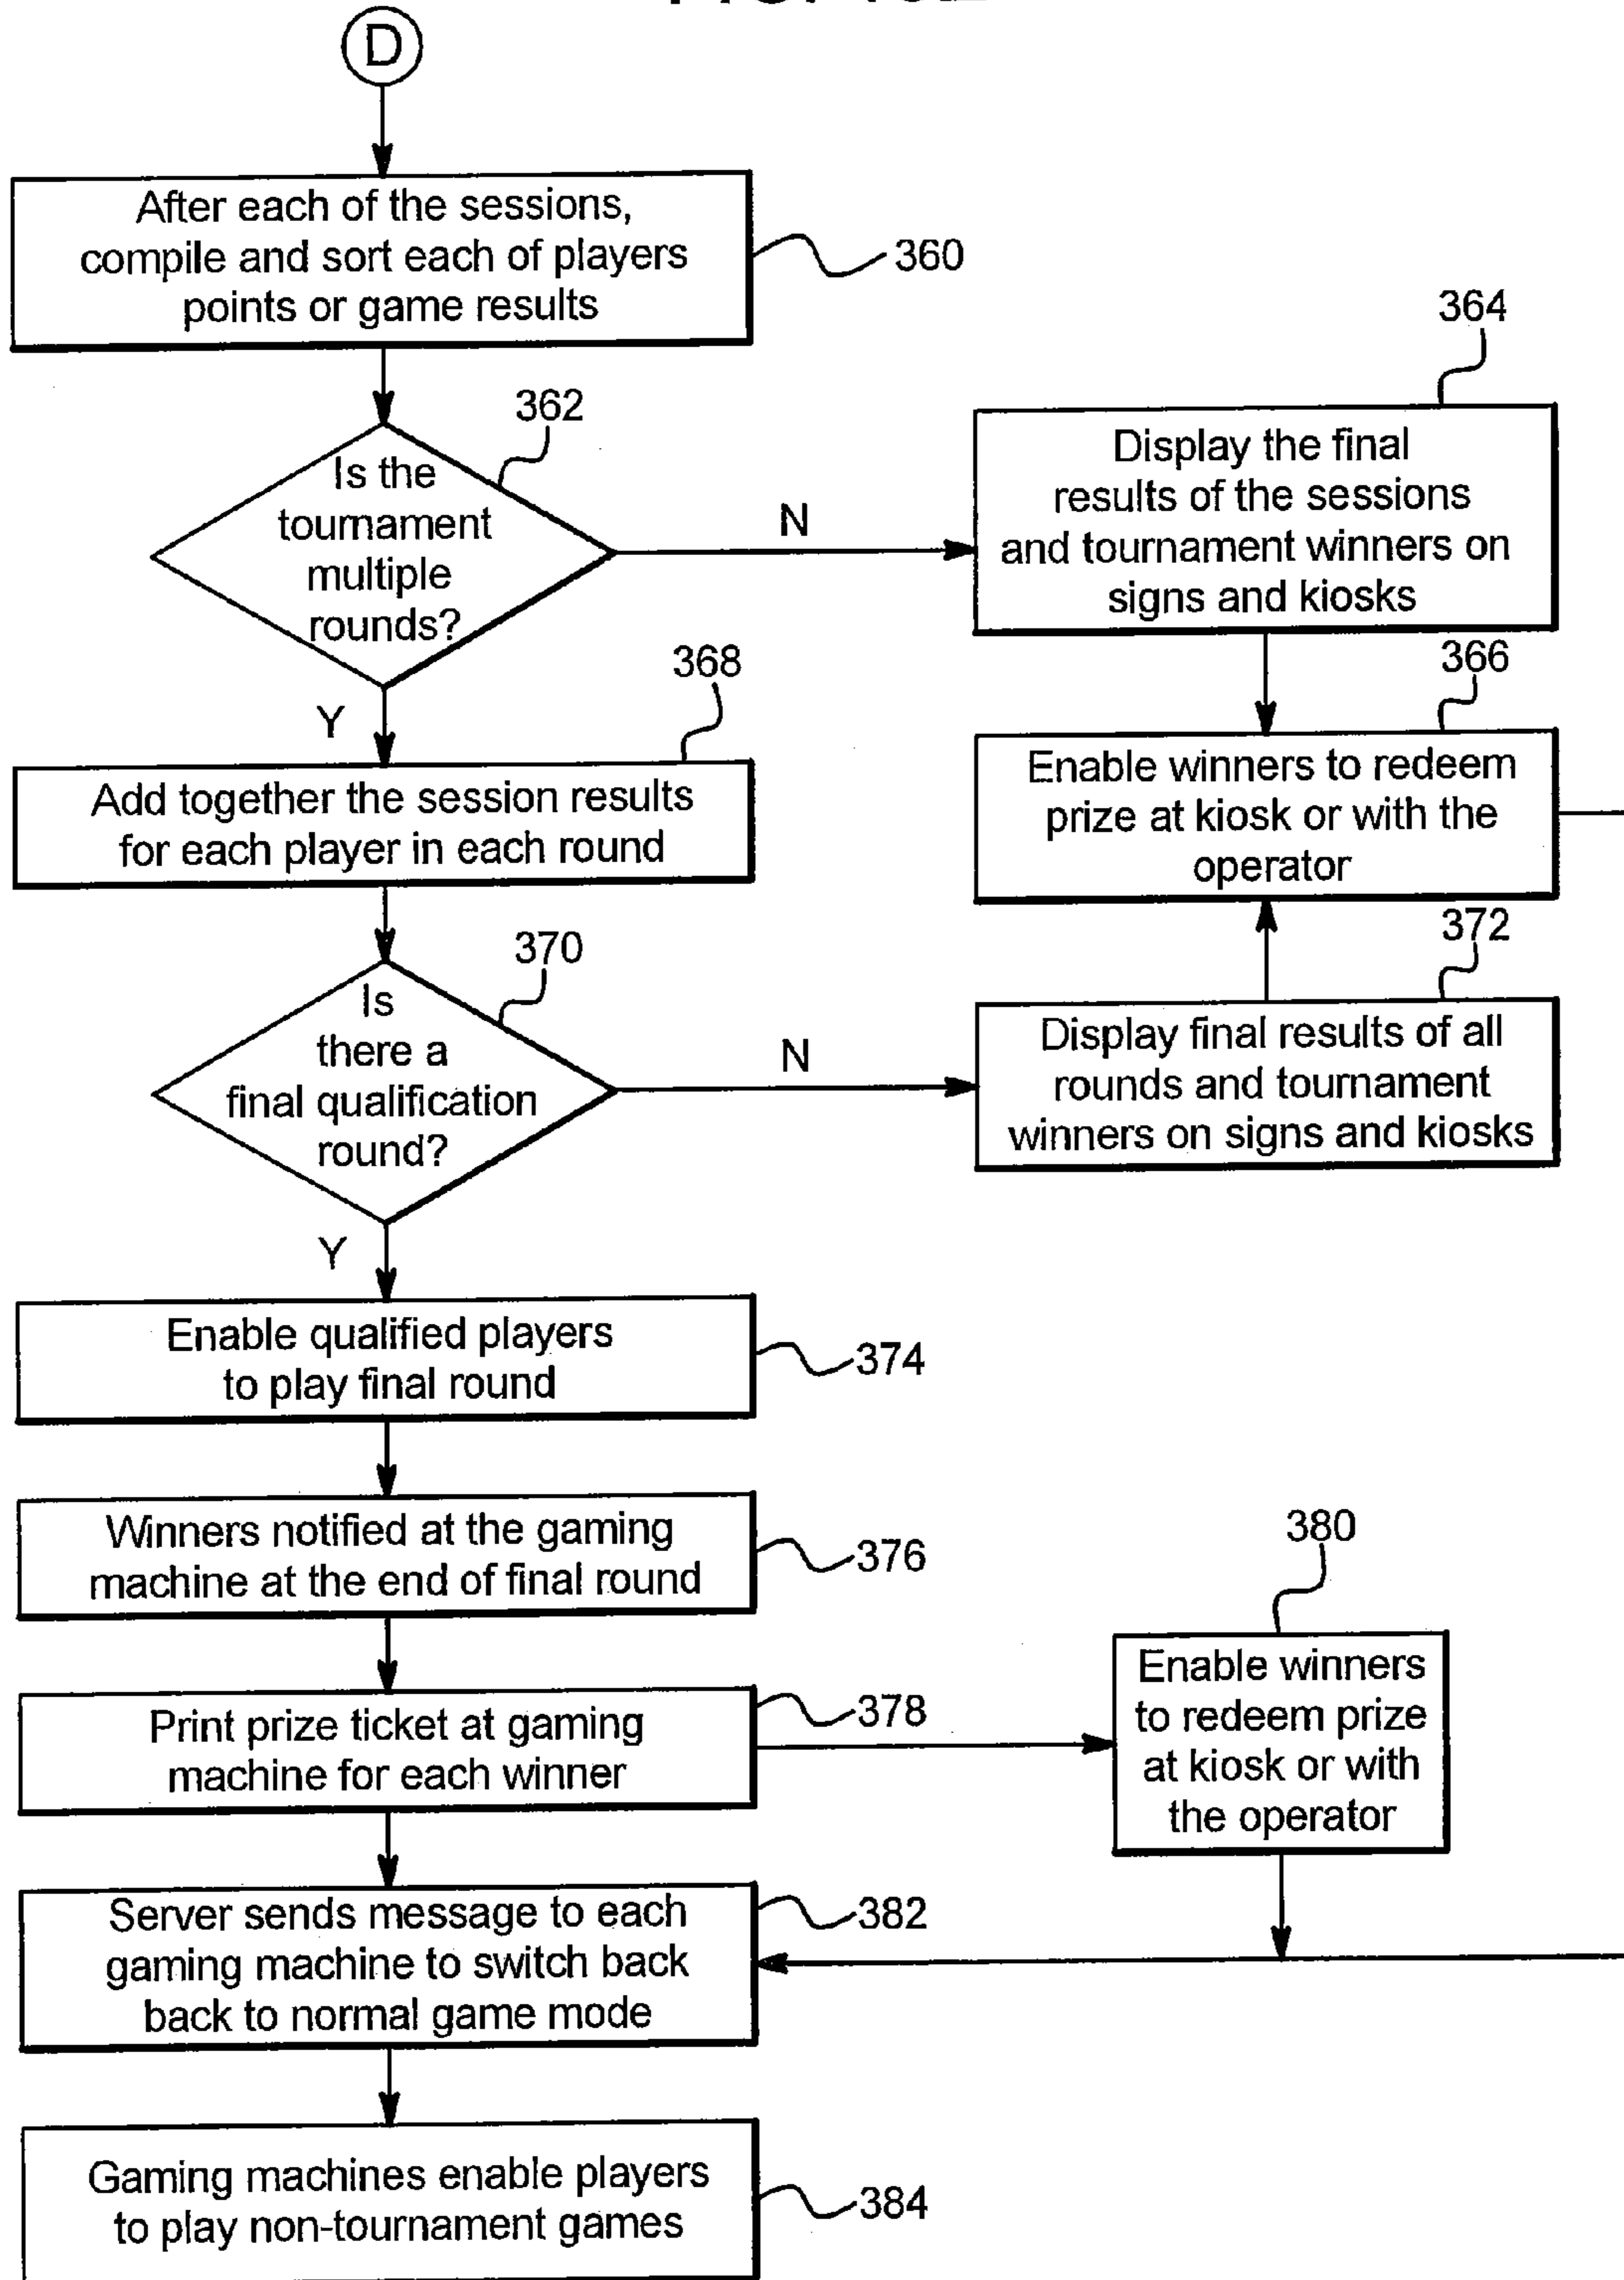 D
After each of the sessions,
compile and sort each of players
points or game results
360
362
Is the
tournament
multiple
rounds?
N
364
Display the final
results of the sessions
and tournament winners on
signs and kiosks
366
Enable winners to redeem
prize at kiosk or with the
operator
Y
368
Add together the session results
for each player in each round
370
Is
there a
final qualification
round?
N
372
Display final results of all
rounds and tournament
winners on signs and kiosks
Y
Enable qualified players
to play final round
374
Winners notified at the gaming
machine at the end of final round
376
Print prize ticket at gaming
machine for each winner
378
380
Enable winners
to redeem prize
at kiosk or with
the operator
Server sends message to each
gaming machine to switch back
back to normal game mode
382
Gaming machines enable players
to play non-tournament games
384